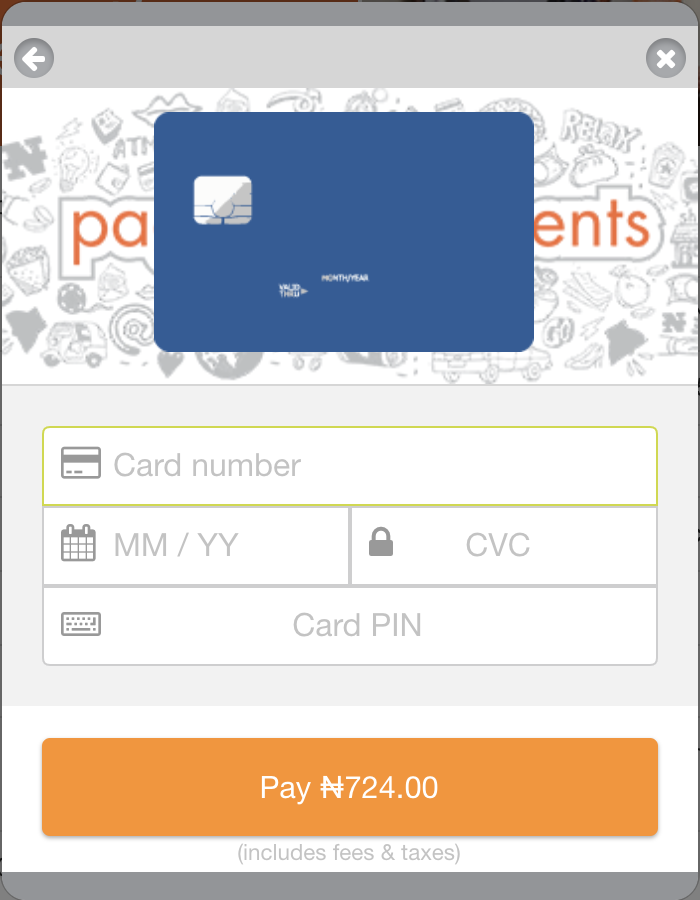 ATM
RELAX
pa
ents
VALID
THRU
MONTH/YEAR
Card number
MM / YY
CVC
Card PIN
Pay ₦724.00
(includes fees & taxes)